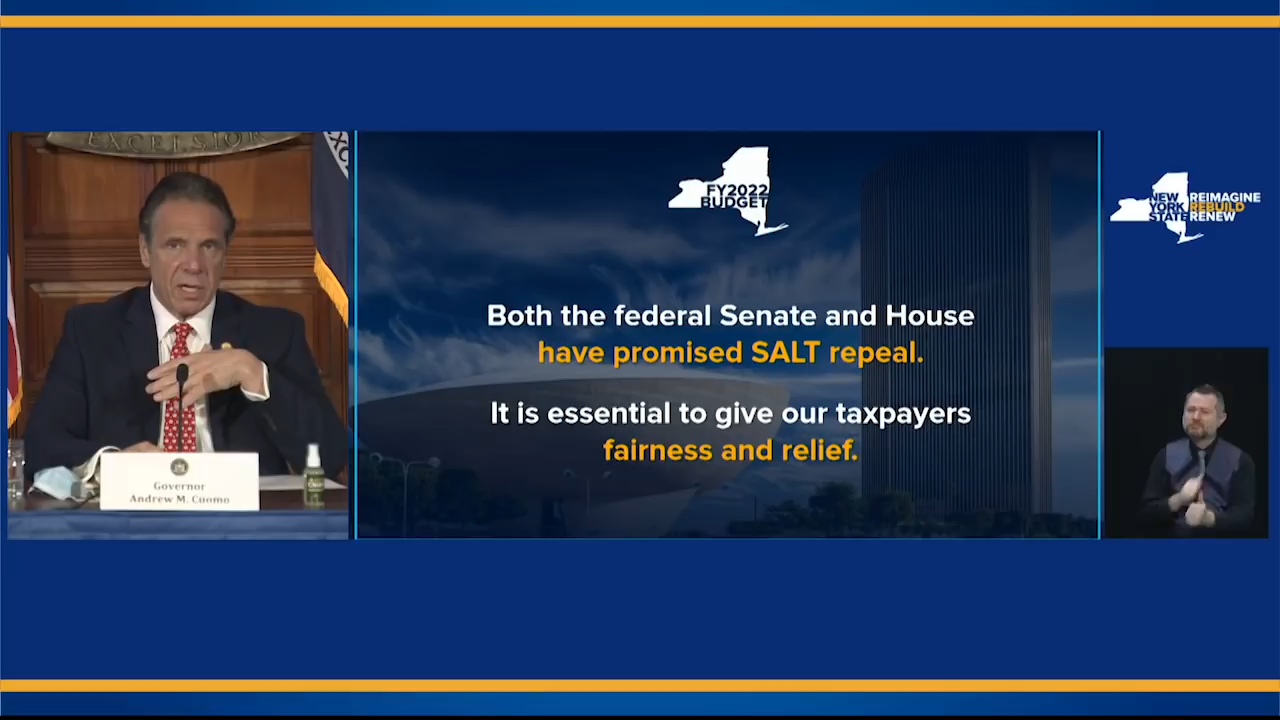 EXCELSIOR
EXC
FY2022
BUDGET
NEW
YORK
STATE
REIMAGINE
REBUILD
RENEW
Both the federal Senate and House
have promised SALT repeal.
It is essential to give our taxpayers
fairness and relief.
Governor
Andrew M. Cuomo